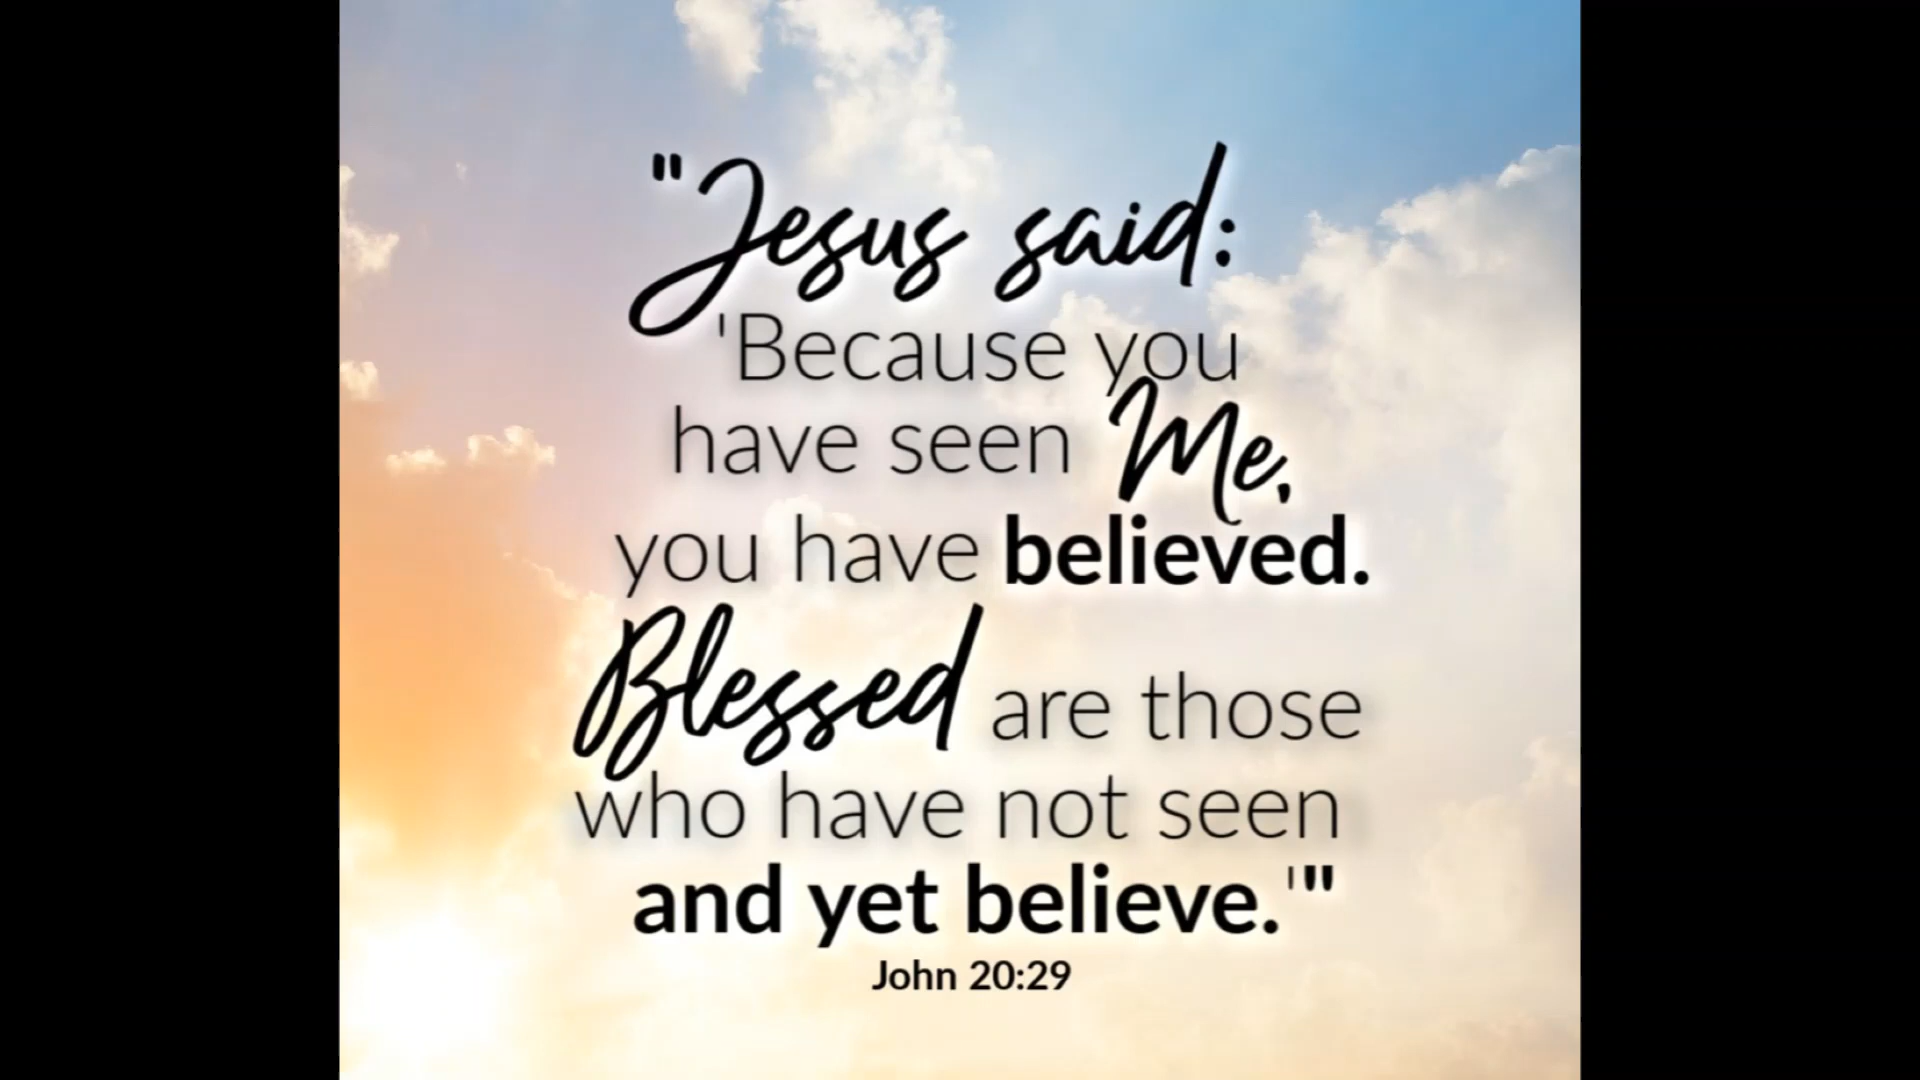 "Jesus said:
'Because you
have seen Me,
you have believed.
Blessed are those
who have not seen
and yet believe.'"
John 20:29